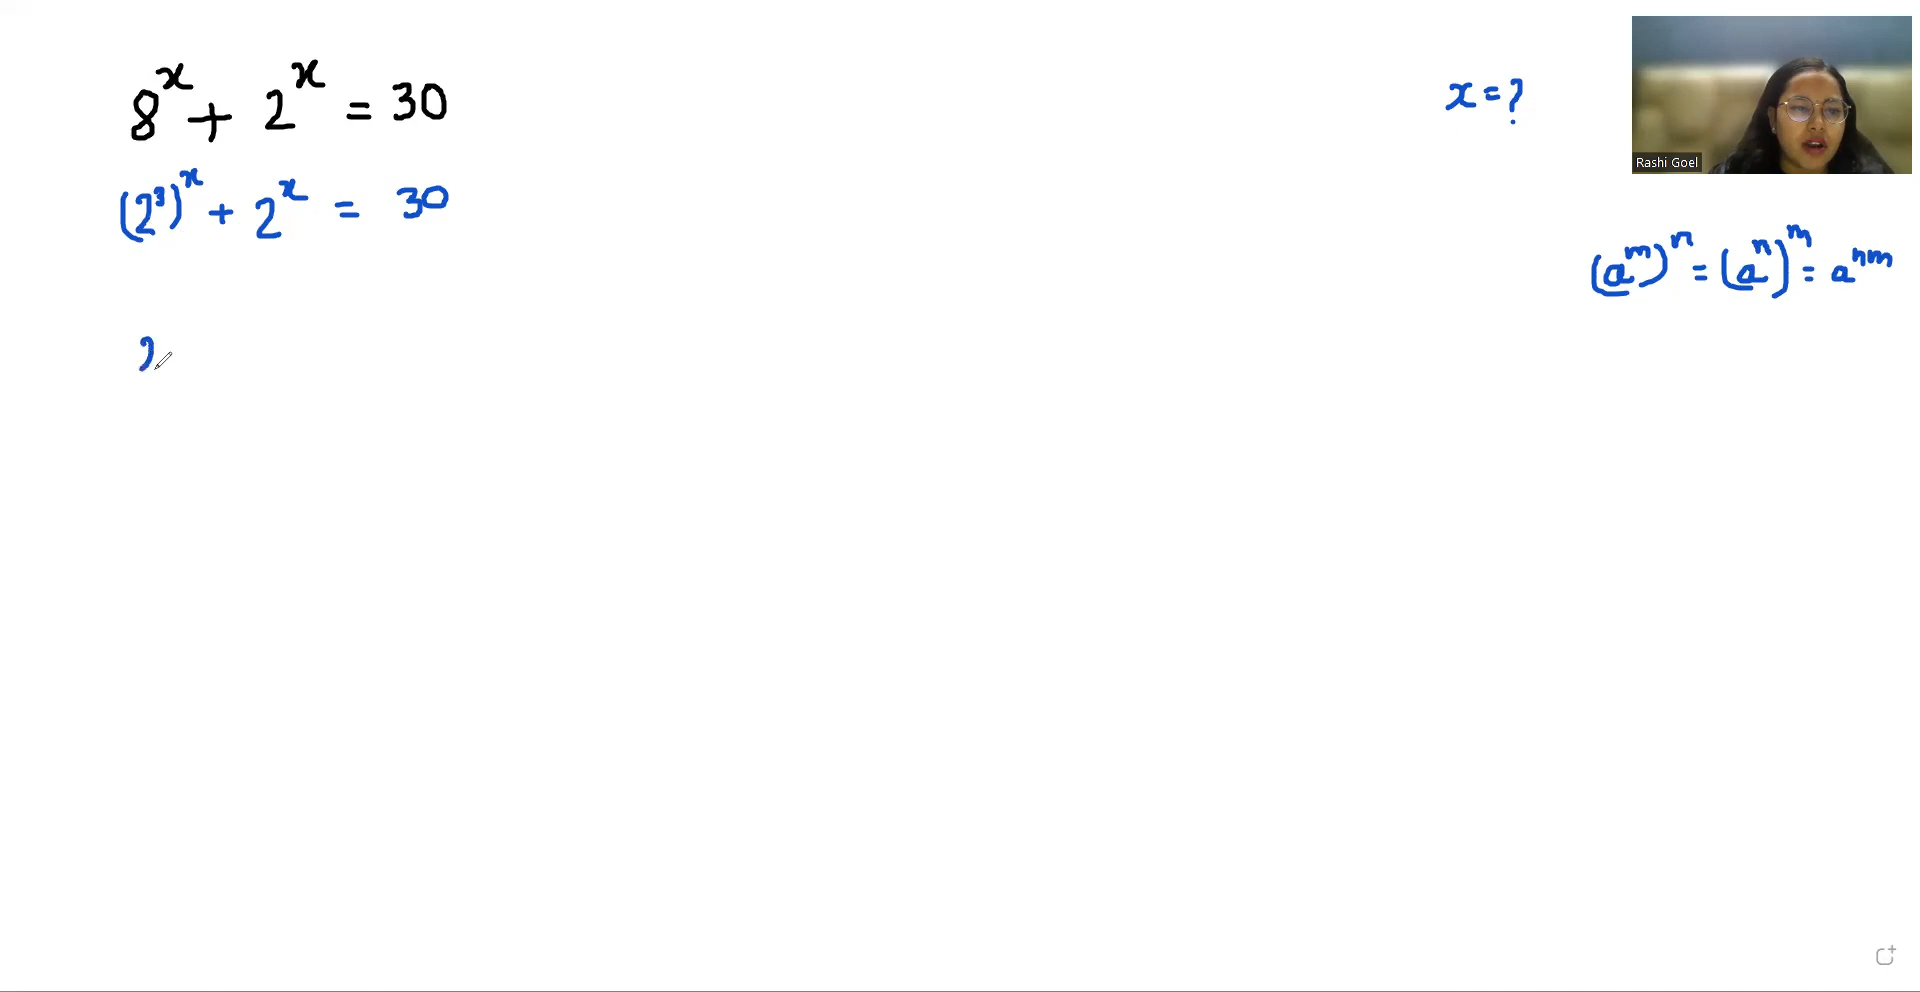 8^x + 2^x = 30
x = ?
Rashi Goel
(2^3)^x + 2^x = 30
(a^m)^n = (a^n)^m = a^nm